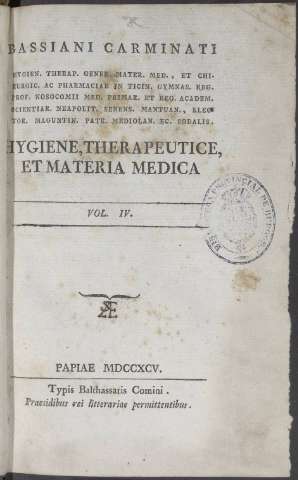 BASSIANI CARMINATI
HYGIEN. THERAP. GENER. MATER. MED., ET CHI-
RURGIC. AC PHARMACIAE IN TICIN. GYMNAS. REG.
PROF. NOSOCOMII MED. PRIMAR. ET REG. ACADEM.
SCIENTIAR. NEAPOLIT. SENENS. MANTUAN., ELEC-
TOR. MAGUNTIN. PATR. MEDIOLAN. EC. SODALIS.
HYGIENE, THERAPEUTICE,
ET MATERIA MEDICA
VOL. IV.
PAPIAE MDCCXCV.
Typis Balthassaris Comini.
Praesidibus rei litterariae permittentibus.